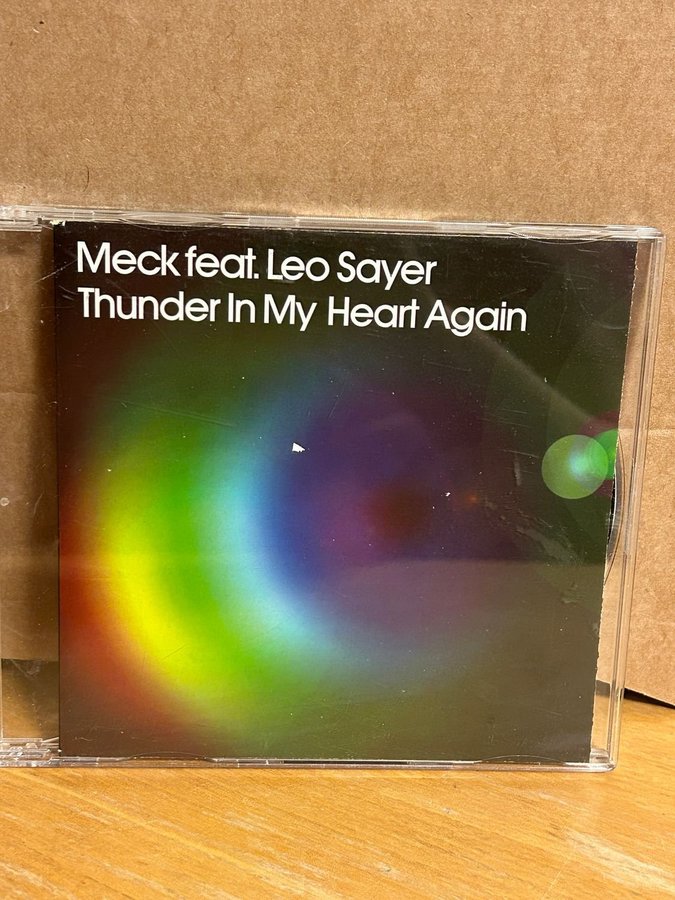 Meck feat. Leo Sayer
Thunder In My Heart Again